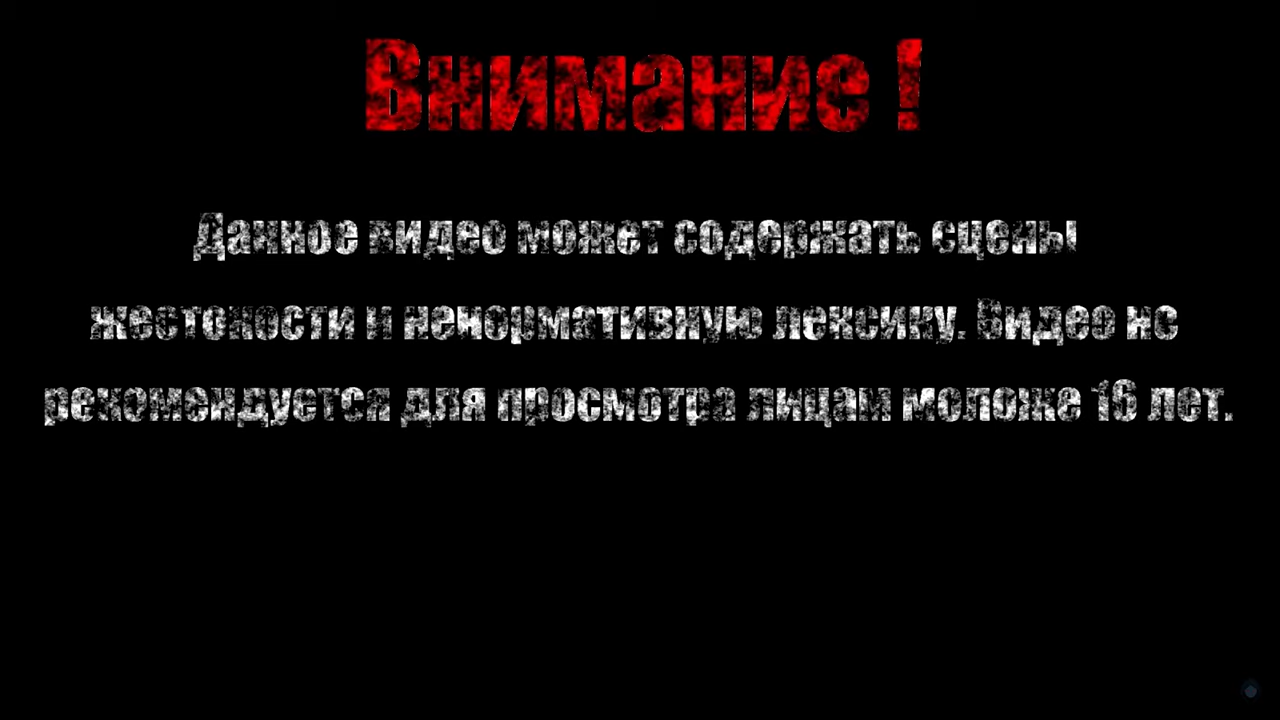 Внимание !
Данное видео может содержать сцены
жестокости и ненормативную лексику. Видео не
рекомендуется для просмотра лицам моложе 16 лет.